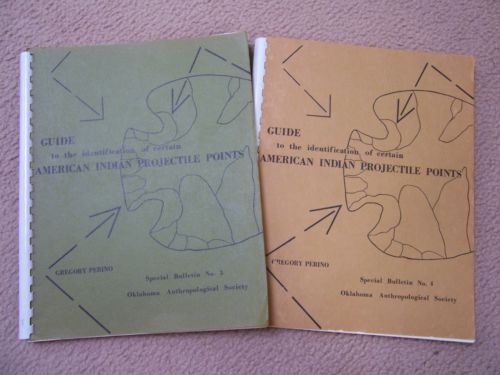 GUIDE
to the identification of certain
AMERICAN INDIAN PROJECTILE POINTS
GREGORY PERINO
Special Bulletin No. 3
Oklahoma Anthropological Society
GUIDE
to the identification of certain
AMERICAN INDIAN PROJECTILE POINTS
GREGORY PERINO
Special Bulletin No. 4
Oklahoma Anthropological Society